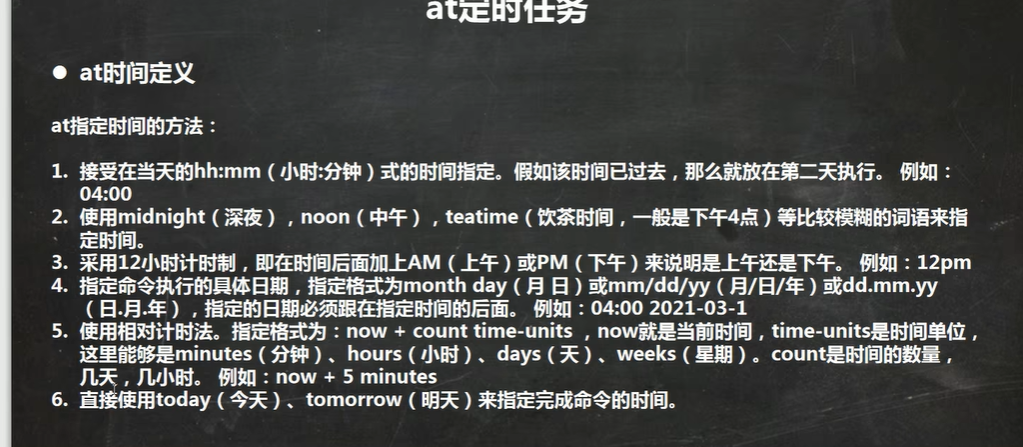 at定时任务
● at时间定义
at指定时间的方法：
1. 接受在当天的hh:mm（小时:分钟）式的时间指定。假如该时间已过去，那么就放在第二天执行。 例如：
04:00
2. 使用midnight（深夜），noon（中午），teatime（饮茶时间，一般是下午4点）等比较模糊的词语来指
定时间。
3. 采用12小时计时制，即在时间后面加上AM（上午）或PM（下午）来说明是上午还是下午。 例如：12pm
4. 指定命令执行的具体日期，指定格式为month day（月 日）或mm/dd/yy（月/日/年）或dd.mm.yy
（日.月.年），指定的日期必须跟在指定时间的后面。 例如：04:00 2021-03-1
5. 使用相对计时法。指定格式为：now + count time-units ，now就是当前时间，time-units是时间单位，
这里能够是minutes（分钟）、hours（小时）、days（天）、weeks（星期）。count是时间的数量，
几天，几小时。 例如：now + 5 minutes
6. 直接使用today（今天）、tomorrow（明天）来指定完成命令的时间。